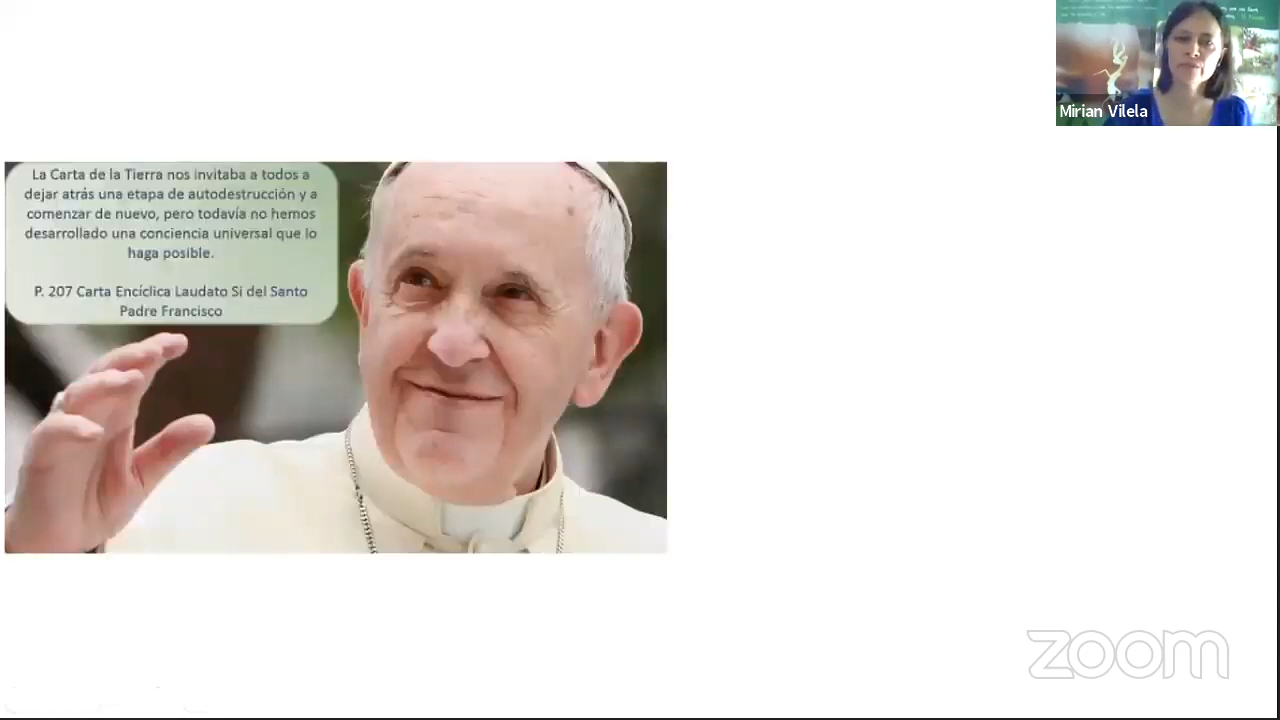 La Carta de la Tierra nos invitaba a todos a
dejar atrás una etapa de autodestrucción y a
comenzar de nuevo, pero todavía no hemos
desarrollado una conciencia universal que lo
haga posible.
P. 207 Carta Encíclica Laudato Si del Santo
Padre Francisco
Mirian Vilela
zoom